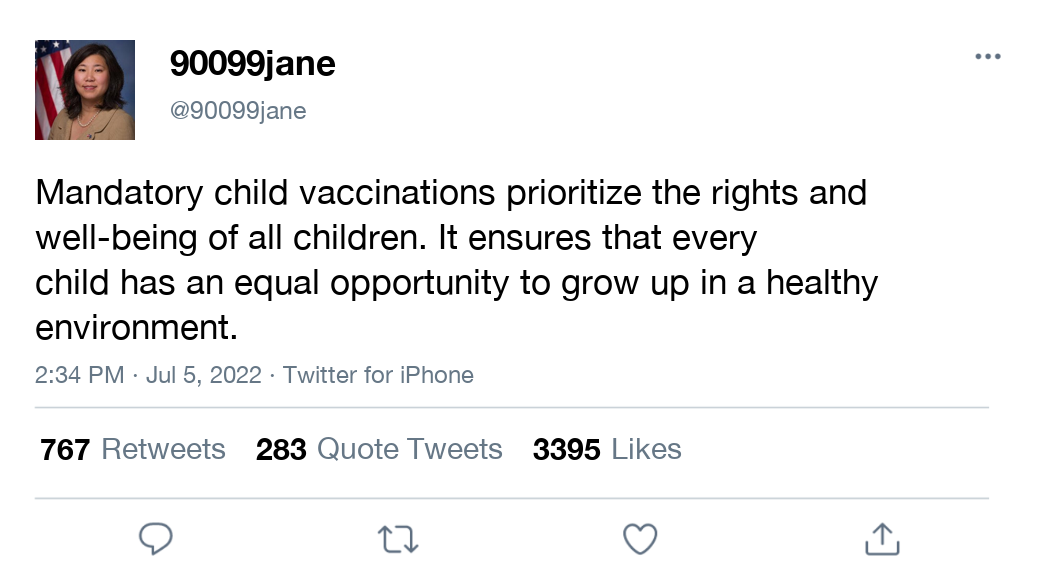 90099jane
@90099jane
Mandatory child vaccinations prioritize the rights and
well-being of all children. It ensures that every
child has an equal opportunity to grow up in a healthy
environment.
2:34 PM · Jul 5, 2022 · Twitter for iPhone
767 Retweets 283 Quote Tweets 3395 Likes